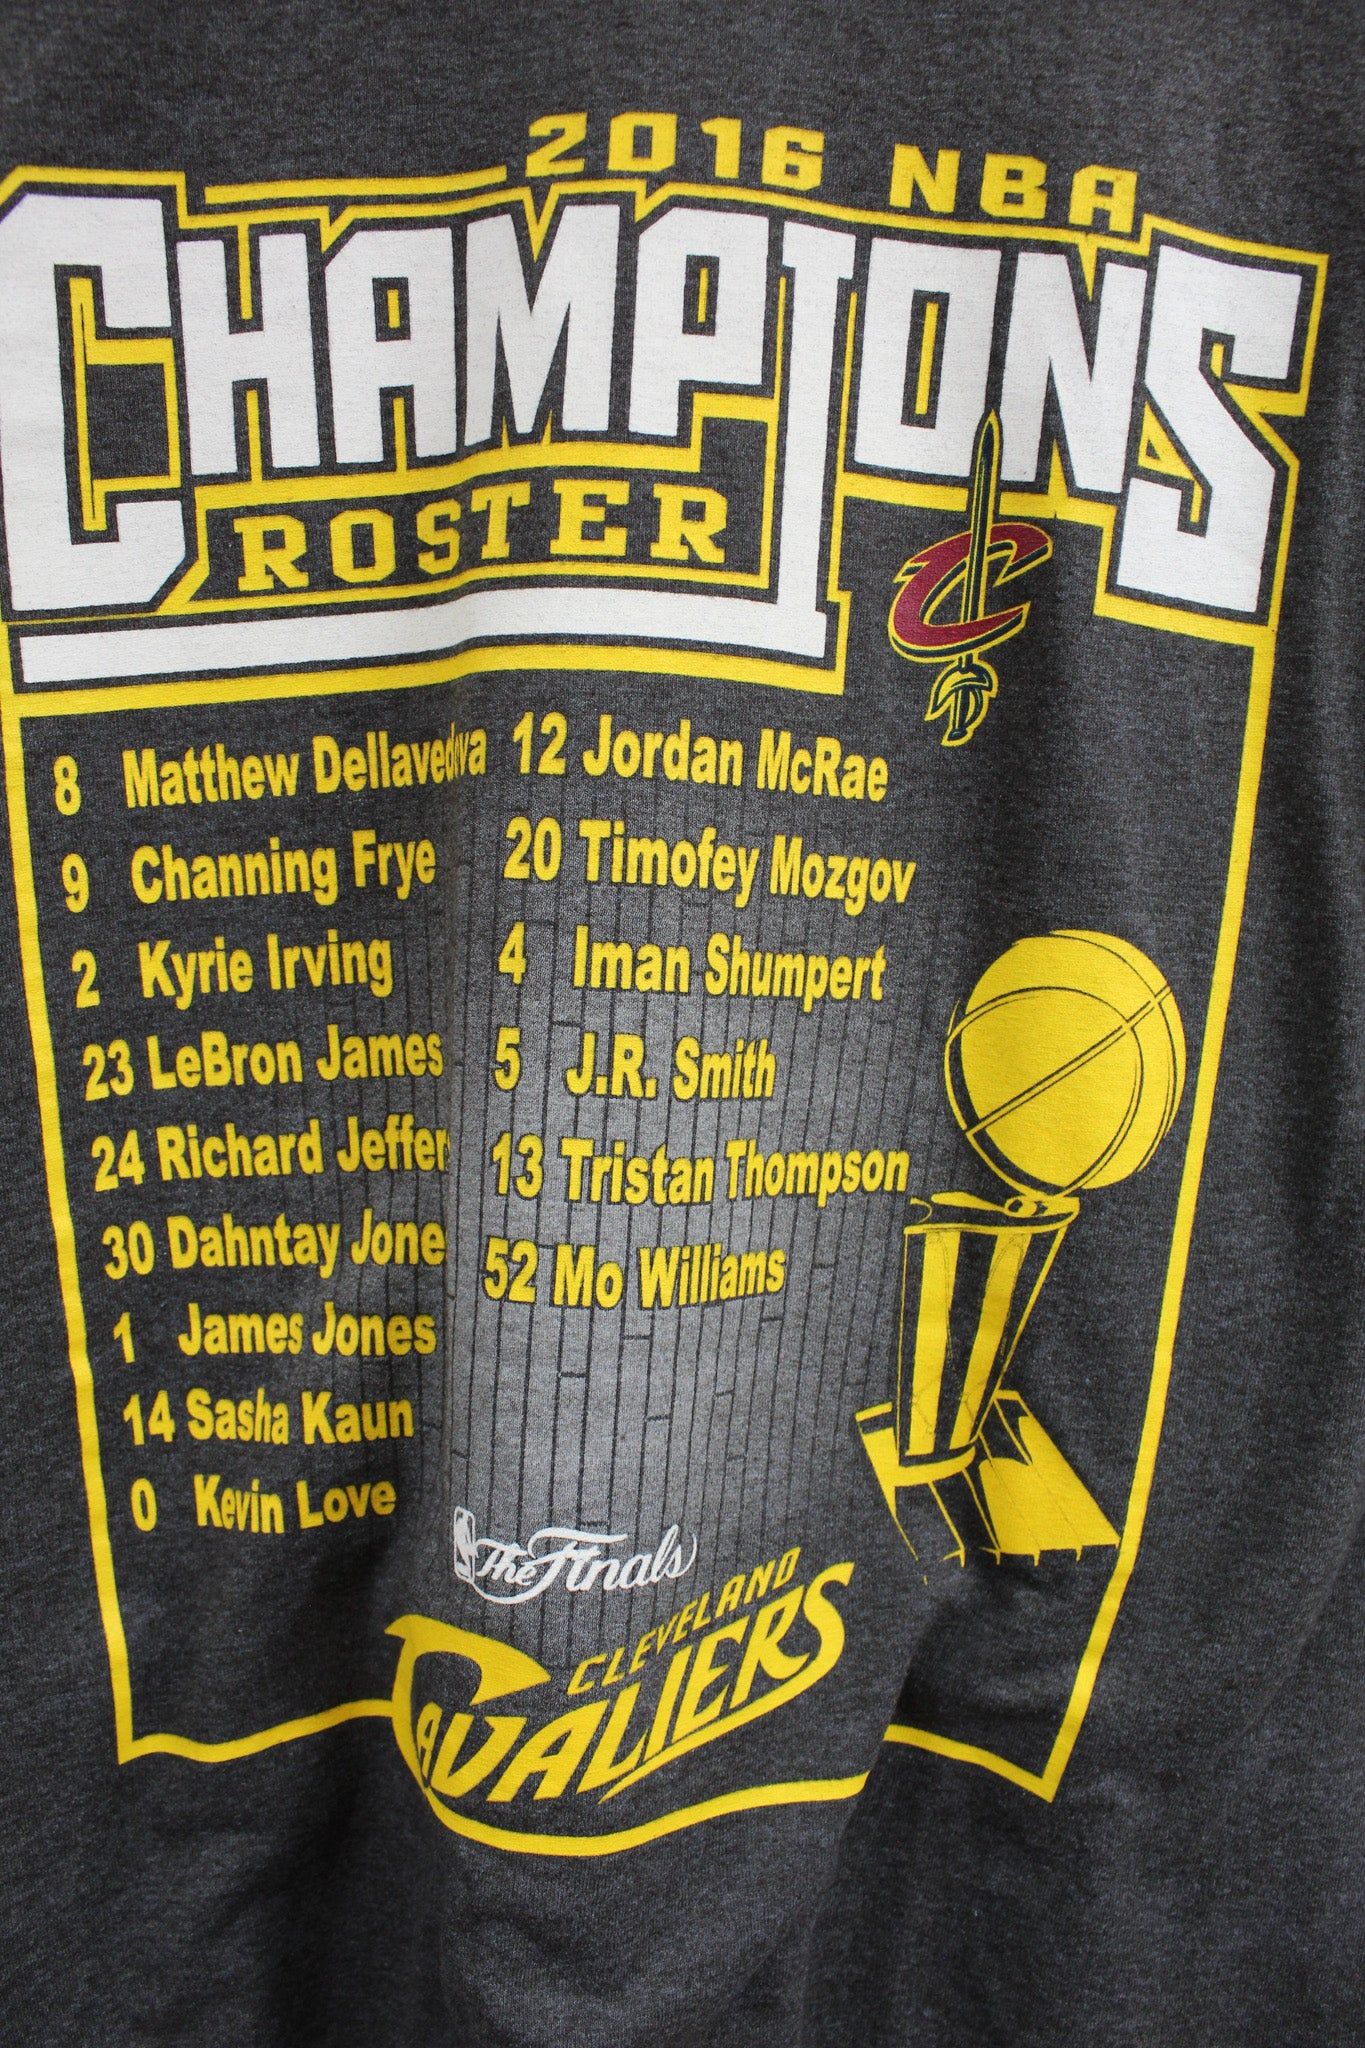 2016 NBA
CHAMPIONS
ROSTER
8 Matthew Dellavedova
9 Channing Frye
2 Kyrie Irving
23 LeBron James
24 Richard Jeffer
30 Dahntay Jone
1 James Jones
14 Sasha Kaun
0 Kevin Love
12 Jordan McRae
20 Timofey Mozgov
4 Iman Shumpert
5 J.R. Smith
13 Tristan Thompson
52 Mo Williams
The Finals
CLEVELAND
CAVALIERS